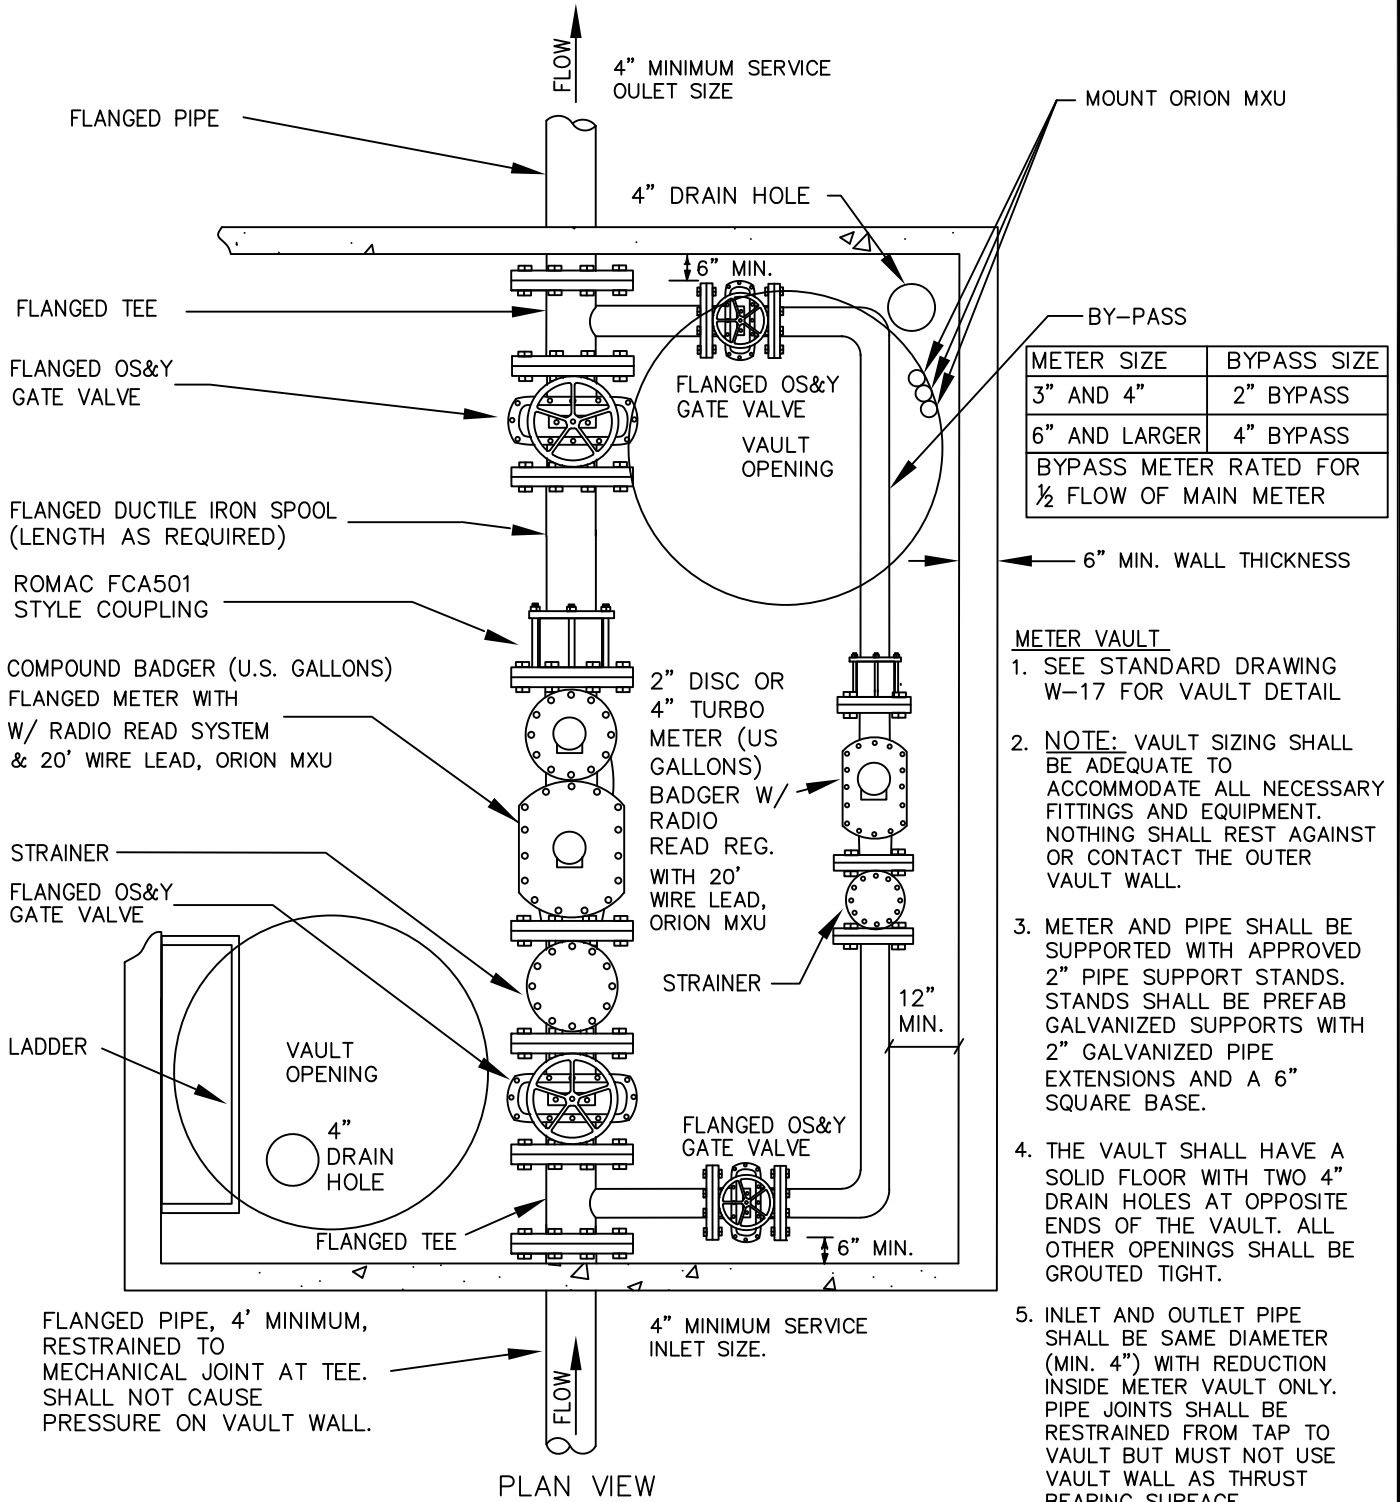 FLOW
4” MINIMUM SERVICE
OULET SIZE
MOUNT ORION MXU
FLANGED PIPE
4” DRAIN HOLE
6” MIN.
FLANGED TEE
BY–PASS
FLANGED OS&Y
GATE VALVE
FLANGED OS&Y
GATE VALVE
VAULT
OPENING
METER SIZE BYPASS SIZE
3” AND 4” 2” BYPASS
6” AND LARGER 4” BYPASS
BYPASS METER RATED FOR
½ FLOW OF MAIN METER
FLANGED DUCTILE IRON SPOOL
(LENGTH AS REQUIRED)
6” MIN. WALL THICKNESS
ROMAC FCA501
STYLE COUPLING
COMPOUND BADGER (U.S. GALLONS)
FLANGED METER WITH
W/ RADIO READ SYSTEM
& 20’ WIRE LEAD, ORION MXU
2” DISC OR
4” TURBO
METER (US
GALLONS)
BADGER W/
RADIO
READ REG.
WITH 20’
WIRE LEAD,
ORION MXU
STRAINER
FLANGED OS&Y
GATE VALVE
STRAINER
12”
MIN.
LADDER
VAULT
OPENING
4”
DRAIN
HOLE
FLANGED OS&Y
GATE VALVE
FLANGED TEE
6” MIN.
FLANGED PIPE, 4’ MINIMUM,
RESTRAINED TO
MECHANICAL JOINT AT TEE.
SHALL NOT CAUSE
PRESSURE ON VAULT WALL.
4” MINIMUM SERVICE
INLET SIZE.
FLOW
PLAN VIEW
METER VAULT
1. SEE STANDARD DRAWING
W–17 FOR VAULT DETAIL
2. NOTE: VAULT SIZING SHALL
BE ADEQUATE TO
ACCOMMODATE ALL NECESSARY
FITTINGS AND EQUIPMENT.
NOTHING SHALL REST AGAINST
OR CONTACT THE OUTER
VAULT WALL.
3. METER AND PIPE SHALL BE
SUPPORTED WITH APPROVED
2” PIPE SUPPORT STANDS.
STANDS SHALL BE PREFAB
GALVANIZED SUPPORTS WITH
2” GALVANIZED PIPE
EXTENSIONS AND A 6”
SQUARE BASE.
4. THE VAULT SHALL HAVE A
SOLID FLOOR WITH TWO 4”
DRAIN HOLES AT OPPOSITE
ENDS OF THE VAULT. ALL
OTHER OPENINGS SHALL BE
GROUTED TIGHT.
5. INLET AND OUTLET PIPE
SHALL BE SAME DIAMETER
(MIN. 4”) WITH REDUCTION
INSIDE METER VAULT ONLY.
PIPE JOINTS SHALL BE
RESTRAINED FROM TAP TO
VAULT BUT MUST NOT USE
VAULT WALL AS THRUST
BEARING SURFACE